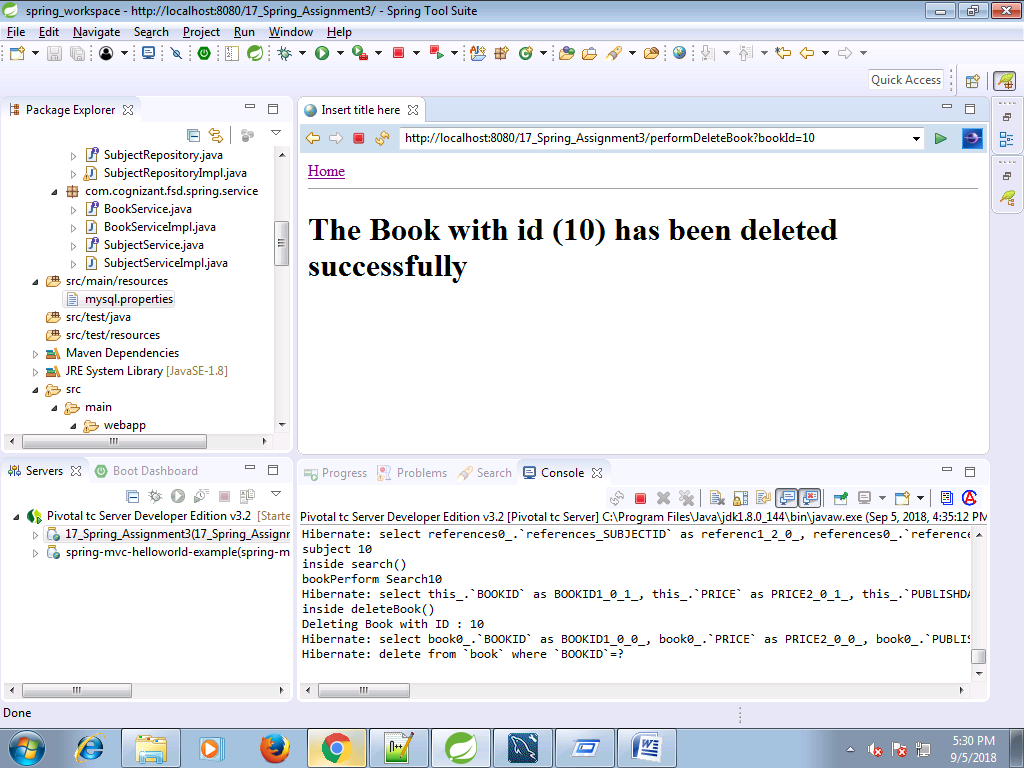 spring_workspace - http://localhost:8080/17_Spring_Assignment3/ - Spring Tool Suite
File Edit Navigate Search Project Run Window Help
Quick Access
Package Explorer
SubjectRepository.java
SubjectRepositoryImpl.java
com.cognizant.fsd.spring.service
BookService.java
BookServiceImpl.java
SubjectService.java
SubjectServiceImpl.java
src/main/resources
mysql.properties
src/test/java
src/test/resources
Maven Dependencies
JRE System Library [JavaSE-1.8]
src
main
webapp
Insert title here
http://localhost:8080/17_Spring_Assignment3/performDeleteBook?bookId=10
Home
The Book with id (10) has been deleted
successfully
Servers Boot Dashboard
Pivotal tc Server Developer Edition v3.2 [Starte
17_Spring_Assignment3(17_Spring_Assignm
spring-mvc-helloworld-example(spring-m
Progress Problems Search Console
Pivotal tc Server Developer Edition v3.2 [Pivotal tc Server] C:\Program Files\Java\jdk1.8.0_144\bin\javaw.exe (Sep 5, 2018, 4:35:12 PM
Hibernate: select references0_.`references_SUBJECTID` as referenc1_2_0_, references0_.`reference
subject 10
inside search()
bookPerform Search10
Hibernate: select this_.`BOOKID` as BOOKID1_0_1_, this_.`PRICE` as PRICE2_0_1_, this_.`PUBLISHDA
inside deleteBook()
Deleting Book with ID : 10
Hibernate: select book0_.`BOOKID` as BOOKID1_0_0_, book0_.`PRICE` as PRICE2_0_0_, book0_.`PUBLIS
Hibernate: delete from `book` where `BOOKID`=?
Done
5:30 PM
9/5/2018